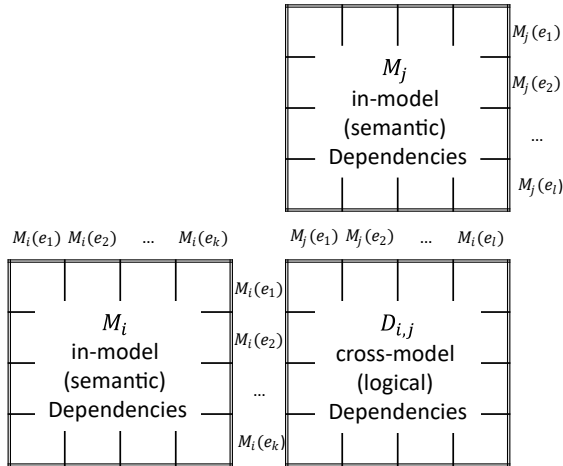 M_j(e_1)
M_j
M_j(e_2)
in-model
(semantic)
...
Dependencies
M_j(e_l)
M_i(e_1) M_i(e_2) ... M_i(e_k) M_j(e_1) M_j(e_2) ... M_i(e_l)
M_i(e_1)
M_i D_{i,j}
M_i(e_2)
in-model cross-model
(semantic) (logical)
...
Dependencies Dependencies
M_i(e_k)